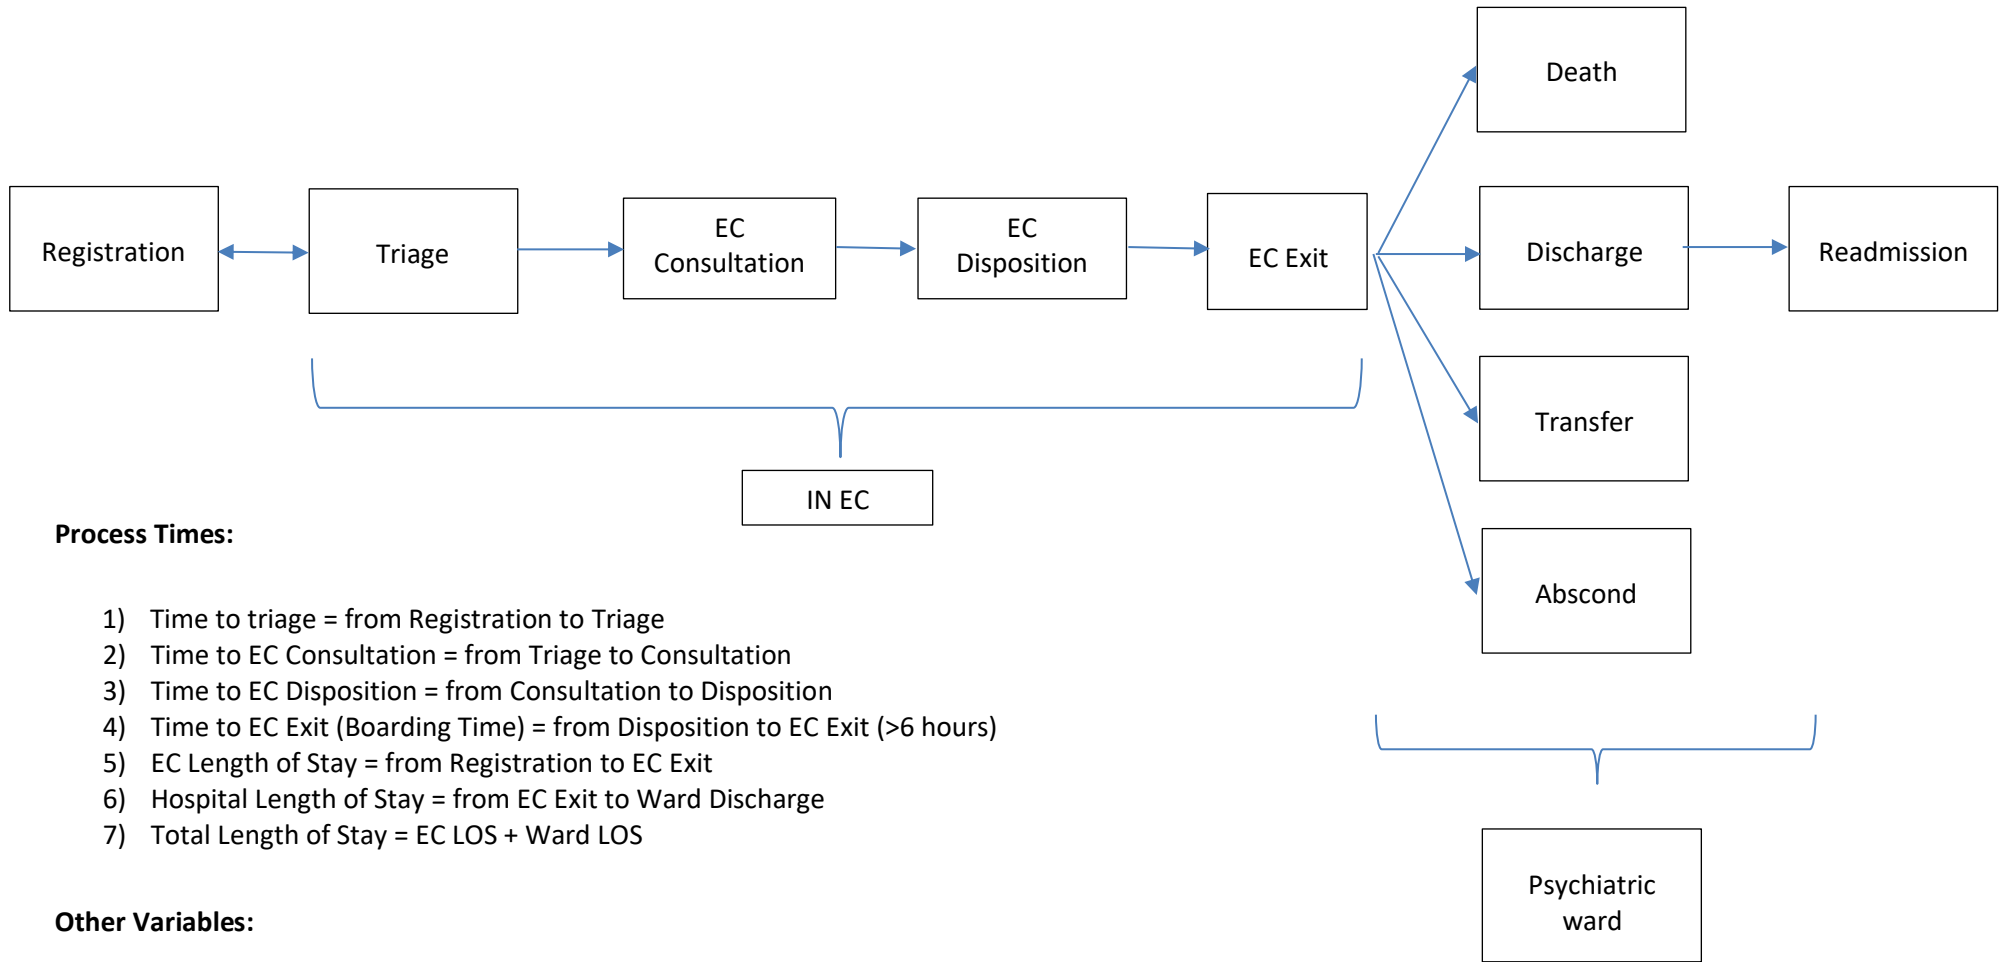 Death
Registration
Triage
EC
Consultation
EC
Disposition
EC Exit
Discharge
Readmission
Transfer
IN EC
Abscond
Process Times:
1) Time to triage = from Registration to Triage
2) Time to EC Consultation = from Triage to Consultation
3) Time to EC Disposition = from Consultation to Disposition
4) Time to EC Exit (Boarding Time) = from Disposition to EC Exit (>6 hours)
5) EC Length of Stay = from Registration to EC Exit
6) Hospital Length of Stay = from EC Exit to Ward Discharge
7) Total Length of Stay = EC LOS + Ward LOS
Psychiatric
ward
Other Variables: